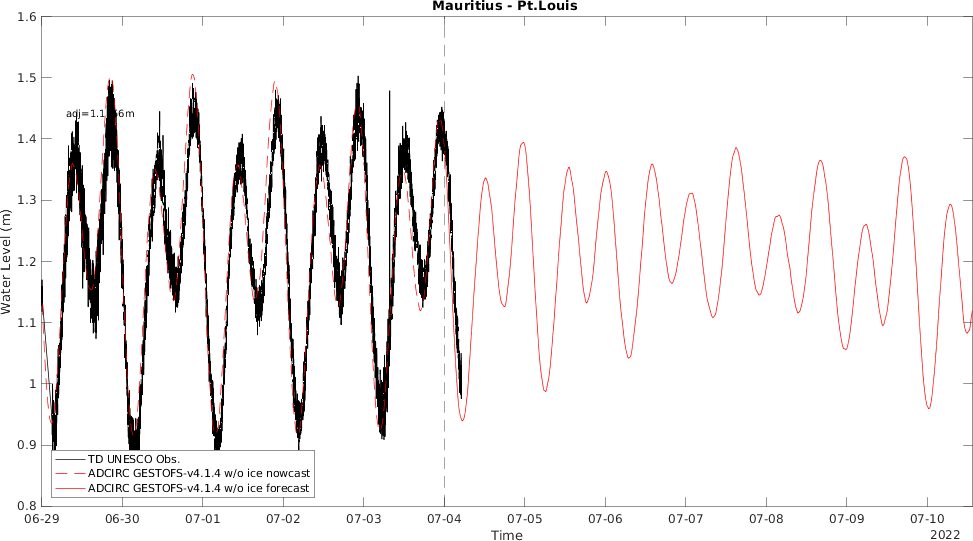 Mauritius - Pt.Louis
1.6
1.5
1.4
1.3
1.2
1.1
1
0.9
0.8
Water Level (m)
TD UNESCO Obs.
ADCIRC GESTOFS-v4.1.4 w/o ice nowcast
ADCIRC GESTOFS-v4.1.4 w/o ice forecast
06-29 06-30 07-01 07-02 07-03 07-04 07-05 07-06 07-07 07-08 07-09 07-10
Time
2022